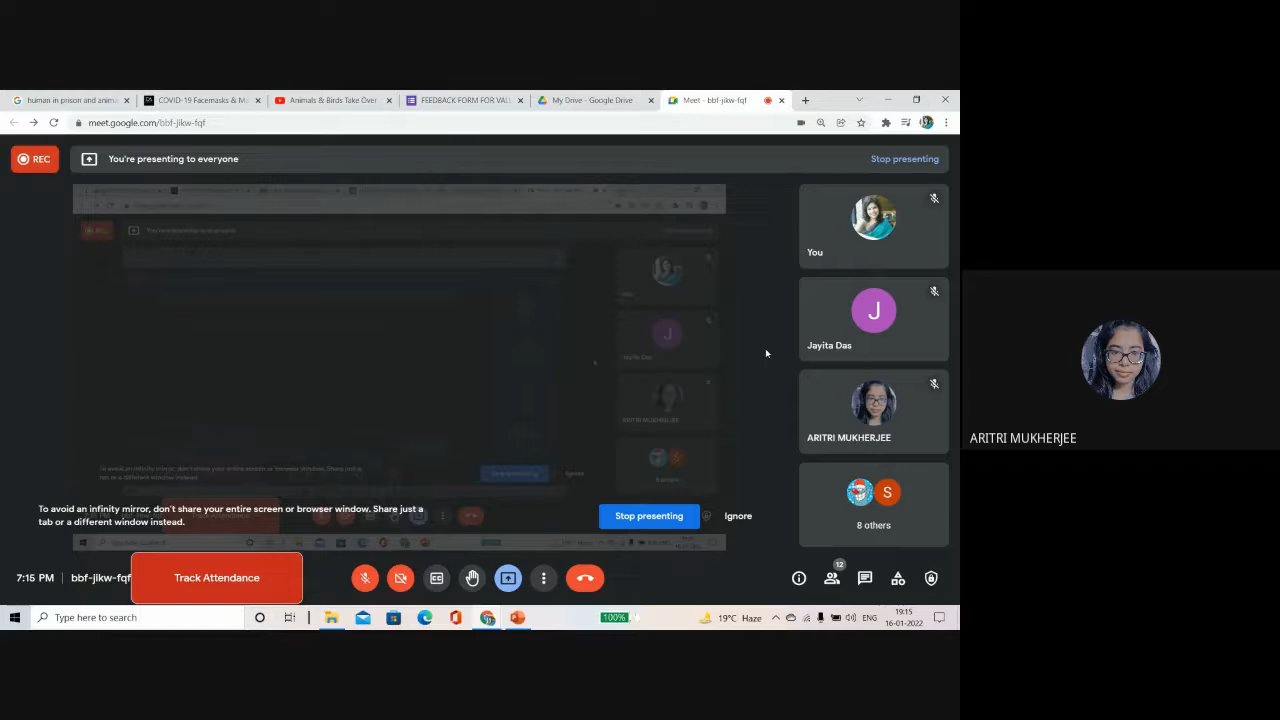 human in prison and anima
COVID-19 Facemasks & Ma
Animals & Birds Take Over
FEEDBACK FORM FOR VAL
My Drive - Google Drive
Meet - bbf-jikw-fqf
meet.google.com/bbf-jikw-fqf
REC
You're presenting to everyone
Stop presenting
You
J
Jayita Das
ARITRI MUKHERJEE
S
8 others
ARITRI MUKHERJEE
To avoid an infinity mirror, don't share your entire screen or browser window. Share just a
tab or a different window instead.
Stop presenting
Ignore
7:15 PM | bbf-jikw-fqf
Track Attendance
12
Type here to search
100%
19°C Haze
ENG
19:15
16-01-2022